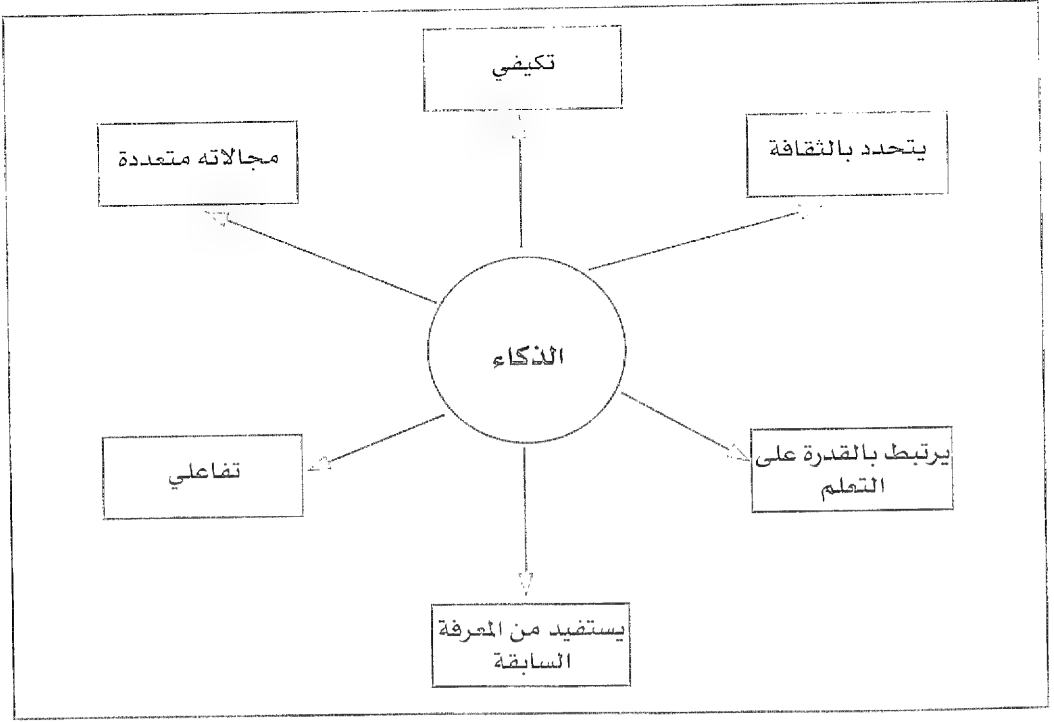 تكيفي
يتحدد بالثقافة
مجالاته متعددة
الذكاء
يرتبط بالقدرة على
التعلم
تفاعلي
يستفيد من المعرفة
السابقة